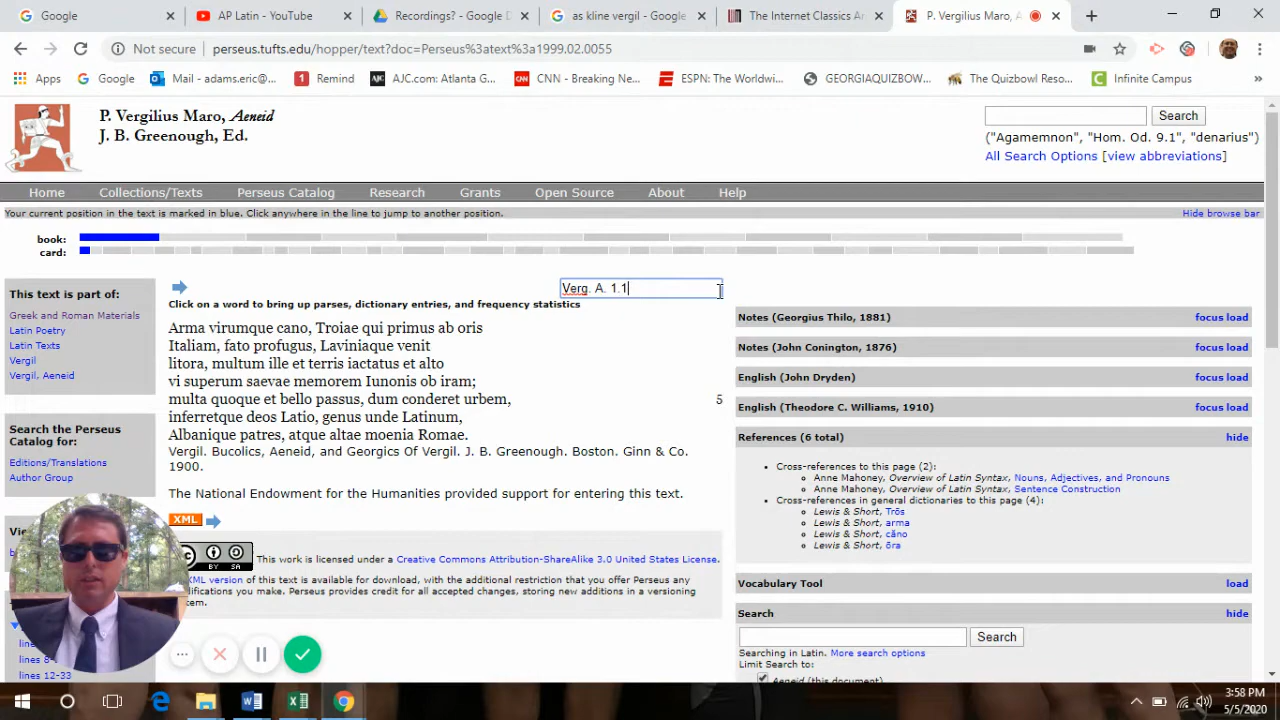 Google
AP Latin - YouTube
Recordings? - Google D
as kline vergil - Google
The Internet Classics Ar
P. Vergilius Maro, A
Not secure
perseus.tufts.edu/hopper/text?doc=Perseus%3atext%3a1999.02.0055
Apps
Google
Mail - adams.eric@...
Remind
AJC.com: Atlanta G...
CNN - Breaking Ne...
ESPN: The Worldwi...
GEORGIAQUIZBOW...
The Quizbowl Reso...
Infinite Campus
»
P. Vergilius Maro, Aeneid
J. B. Greenough, Ed.
Search
("Agamemnon", "Hom. Od. 9.1", "denarius")
All Search Options [view abbreviations]
Home Collections/Texts Perseus Catalog Research Grants Open Source About Help
Your current position in the text is marked in blue. Click anywhere in the line to jump to another position.
Hide browse bar
book:
card:
This text is part of:
Greek and Roman Materials
Latin Poetry
Latin Texts
Vergil
Vergil, Aeneid
Search the Perseus
Catalog for:
Editions/Translations
Author Group
Vi
b
lin
lines 8-
lines 12-33
Verg. A. 1.1
Click on a word to bring up parses, dictionary entries, and frequency statistics
Arma virumque cano, Troiae qui primus ab oris
Italiam, fato profugus, Laviniaque venit
litora, multum ille et terris iactatus et alto
vi superum saevae memorem Iunonis ob iram;
multa quoque et bello passus, dum conderet urbem,
5
inferretque deos Latio, genus unde Latinum,
Albanique patres, atque altae moenia Romae.
Vergil. Bucolics, Aeneid, and Georgics Of Vergil. J. B. Greenough. Boston. Ginn & Co.
1900.
The National Endowment for the Humanities provided support for entering this text.
XML
BY SA
This work is licensed under a Creative Commons Attribution-ShareAlike 3.0 United States License.
XML version of this text is available for download, with the additional restriction that you offer Perseus any
modifications you make. Perseus provides credit for all accepted changes, storing new additions in a versioning
Notes (Georgius Thilo, 1881)
focus load
Notes (John Conington, 1876)
focus load
English (John Dryden)
focus load
English (Theodore C. Williams, 1910)
focus load
References (6 total)
hide
Cross-references to this page (2):
Anne Mahoney, Overview of Latin Syntax, Nouns, Adjectives, and Pronouns
Anne Mahoney, Overview of Latin Syntax, Sentence Construction
Cross-references in general dictionaries to this page (4):
Lewis & Short, Trōs
Lewis & Short, arma
Lewis & Short, căno
Lewis & Short, ōra
Vocabulary Tool
load
Search
hide
Search
Searching in Latin. More search options
Limit Search to:
Aeneid (this document)
3:58 PM
5/5/2020